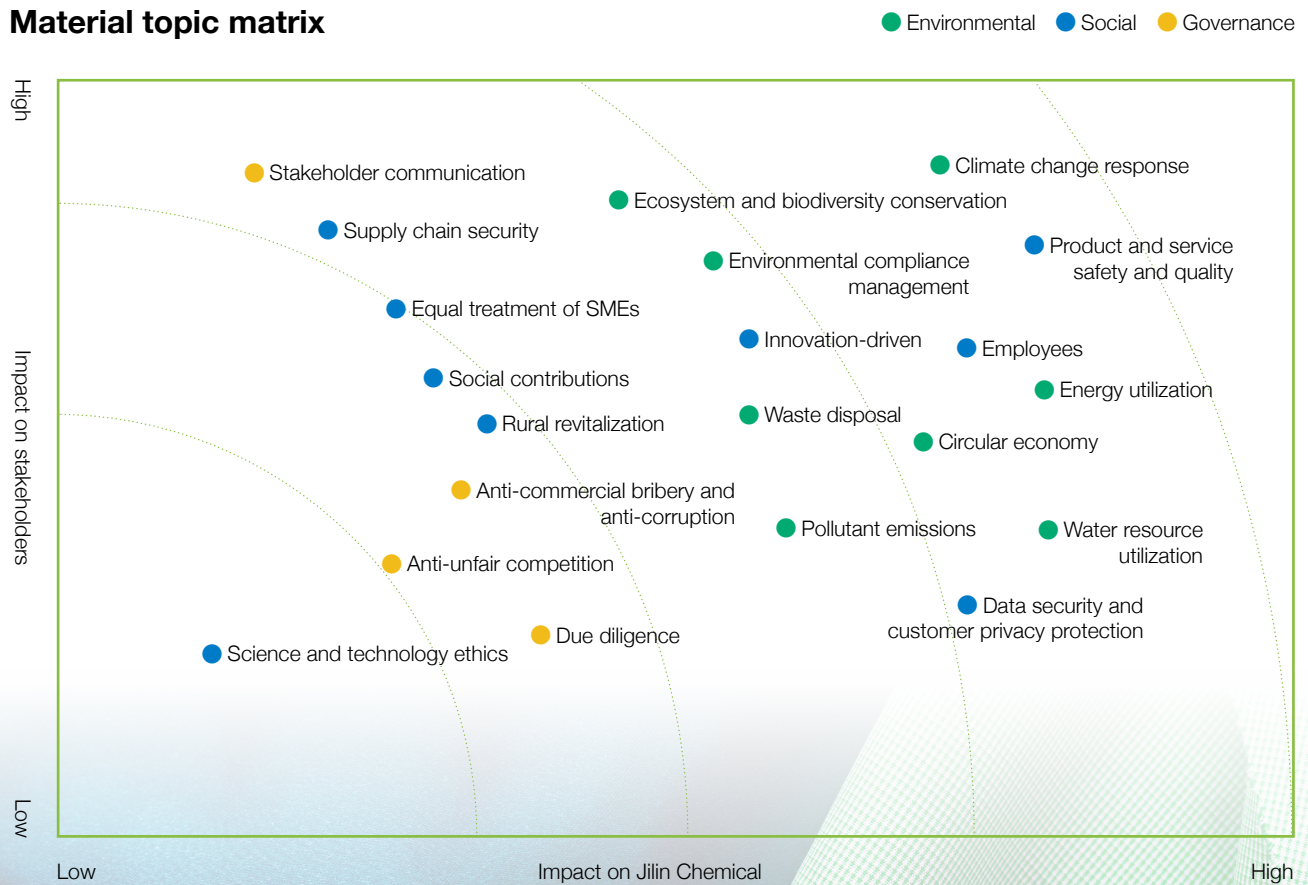 Material topic matrix
Environmental
Social
Governance
High
Impact on stakeholders
Low
Stakeholder communication
Climate change response
Ecosystem and biodiversity conservation
Supply chain security
Product and service
safety and quality
Environmental compliance
management
Equal treatment of SMEs
Innovation-driven
Employees
Social contributions
Energy utilization
Waste disposal
Rural revitalization
Circular economy
Anti-commercial bribery and
anti-corruption
Pollutant emissions
Water resource
utilization
Anti-unfair competition
Data security and
customer privacy protection
Due diligence
Science and technology ethics
Low
Impact on Jilin Chemical
High